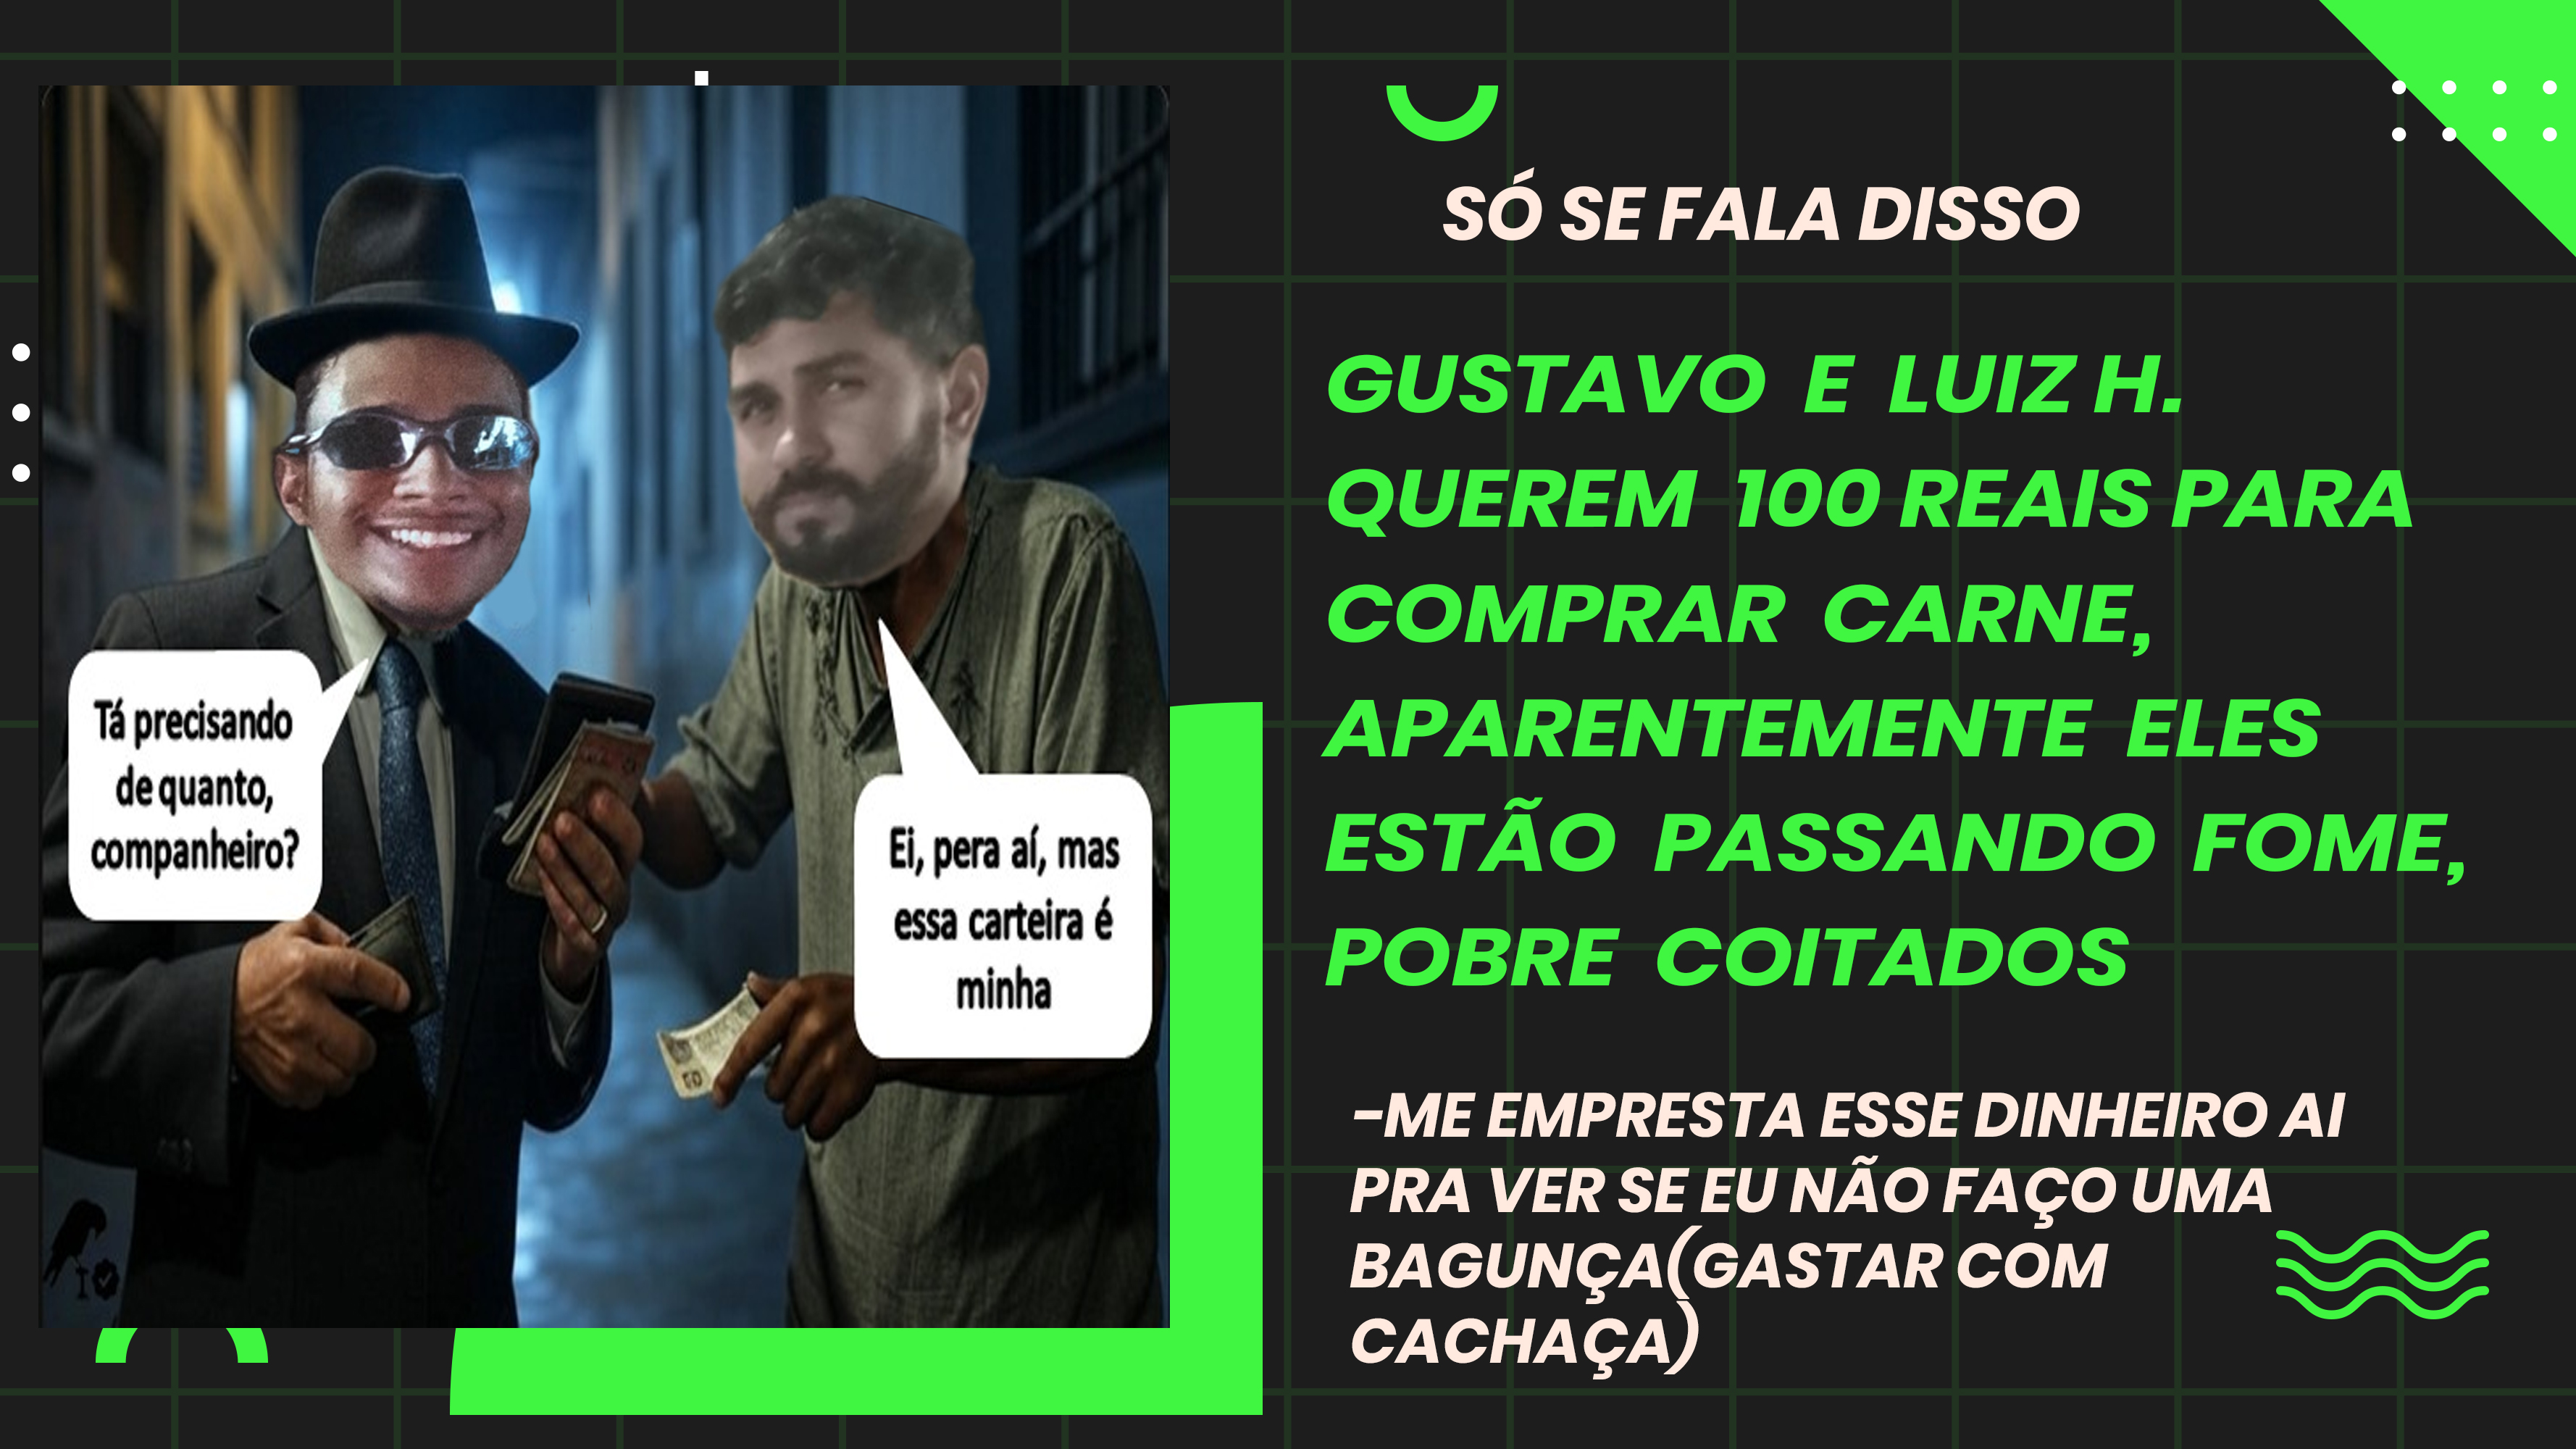 SÓ SE FALA DISSO
GUSTAVO E LUIZ H.
QUEREM 100 REAIS PARA
COMPRAR CARNE,
APARENTEMENTE ELES
ESTÃO PASSANDO FOME,
POBRE COITADOS
Tá precisando
de quanto,
companheiro?
Ei, pera aí, mas
essa carteira é
minha
-ME EMPRESTA ESSE DINHEIRO AI
PRA VER SE EU NÃO FAÇO UMA
BAGUNÇA(GASTAR COM
CACHAÇA)